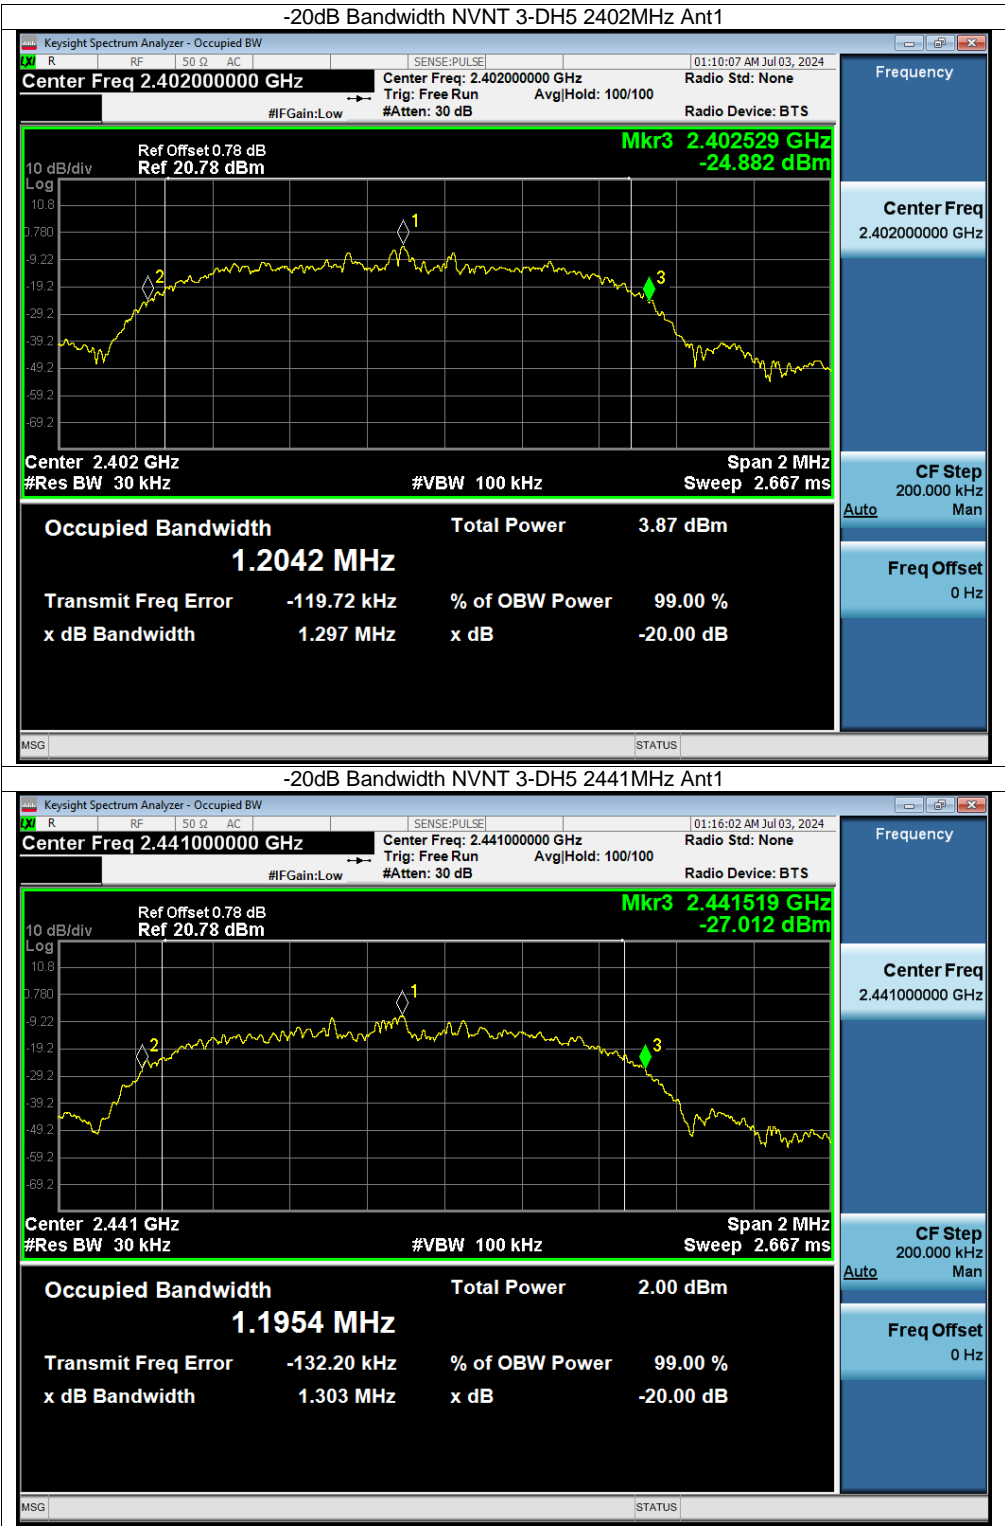 -20dB Bandwidth NVNT 3-DH5 2402MHz Ant1
Keysight Spectrum Analyzer - Occupied BW
LXI R RF 50 Ω AC SENSE:PULSE 01:10:07 AM Jul 03, 2024
Center Freq 2.402000000 GHz
Center Freq: 2.402000000 GHz
Radio Std: None
Trig: Free Run Avg|Hold: 100/100
#IFGain:Low #Atten: 30 dB Radio Device: BTS
Frequency
Mkr3 2.402529 GHz
-24.882 dBm
Ref Offset 0.78 dB
10 dB/div Ref 20.78 dBm
Log
10.8
0.780
-9.22
-19.2
-29.2
-39.2
-49.2
-59.2
-69.2
1
2
3
Center 2.402 GHz Span 2 MHz
#Res BW 30 kHz #VBW 100 kHz Sweep 2.667 ms
Occupied Bandwidth Total Power 3.87 dBm
1.2042 MHz
Transmit Freq Error -119.72 kHz % of OBW Power 99.00 %
x dB Bandwidth 1.297 MHz x dB -20.00 dB
Center Freq
2.402000000 GHz
CF Step
200.000 kHz
Auto Man
Freq Offset
0 Hz
MSG STATUS
-20dB Bandwidth NVNT 3-DH5 2441MHz Ant1
Keysight Spectrum Analyzer - Occupied BW
LXI R RF 50 Ω AC SENSE:PULSE 01:16:02 AM Jul 03, 2024
Center Freq 2.441000000 GHz
Center Freq: 2.441000000 GHz
Radio Std: None
Trig: Free Run Avg|Hold: 100/100
#IFGain:Low #Atten: 30 dB Radio Device: BTS
Frequency
Mkr3 2.441519 GHz
-27.012 dBm
Ref Offset 0.78 dB
10 dB/div Ref 20.78 dBm
Log
10.8
0.780
-9.22
-19.2
-29.2
-39.2
-49.2
-59.2
-69.2
1
2
3
Center 2.441 GHz Span 2 MHz
#Res BW 30 kHz #VBW 100 kHz Sweep 2.667 ms
Occupied Bandwidth Total Power 2.00 dBm
1.1954 MHz
Transmit Freq Error -132.20 kHz % of OBW Power 99.00 %
x dB Bandwidth 1.303 MHz x dB -20.00 dB
Center Freq
2.441000000 GHz
CF Step
200.000 kHz
Auto Man
Freq Offset
0 Hz
MSG STATUS